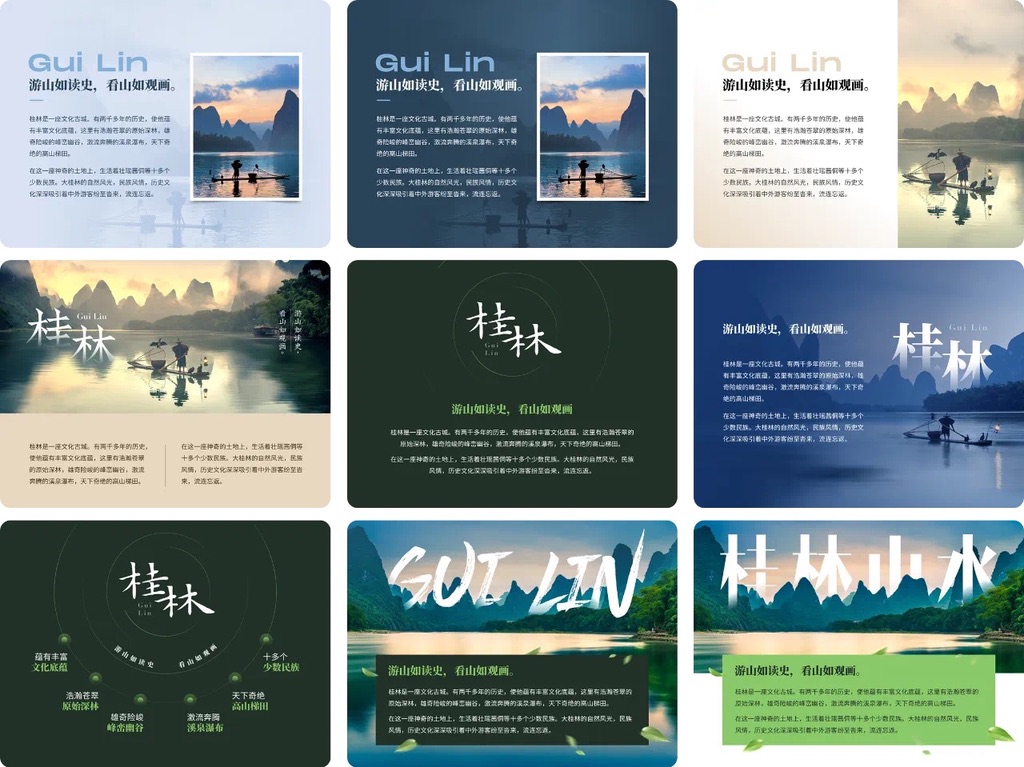 Gui Lin
游山如读史，看山如观画。
桂林是一座文化古城。有两千多年的历史，使他蕴
有丰富文化底蕴，这里有浩瀚苍翠的原始深林，雄
奇险峻的峰峦幽谷，激流奔腾的溪泉瀑布，天下奇
绝的高山梯田。
在这一座神奇的土地上，生活着壮瑶酱侗等十多个
少数民族。大桂林的自然风光，民族风情，历史文
化深深吸引着中外游客纷至沓来，流连忘返。
Gui Lin
游山如读史，看山如观画。
桂林是一座文化古城。有两千多年的历史，使他蕴
有丰富文化底蕴，这里有浩瀚苍翠的原始深林，雄
奇险峻的峰峦幽谷，激流奔腾的溪泉瀑布，天下奇
绝的高山梯田。
在这一座神奇的土地上，生活着壮瑶酱侗等十多个
少数民族。大桂林的自然风光，民族风情，历史文
化深深吸引着中外游客纷至沓来，流连忘返。
Gui Lin
游山如读史，看山如观画。
桂林是一座文化古城。有两千多年的历史，使他蕴
有丰富文化底蕴，这里有浩瀚苍翠的原始深林，雄
奇险峻的峰峦幽谷，激流奔腾的溪泉瀑布，天下奇
绝的高山梯田。
在这一座神奇的土地上，生活着壮瑶酱侗等十多个
少数民族。大桂林的自然风光，民族风情，历史文
化深深吸引着中外游客纷至沓来，流连忘返。
桂林
Gui Lin
游山如读史，
看山如观画。
桂林是一座文化古城。有两千多年的历史，
使他蕴有丰富文化底蕴，这里有浩瀚苍翠
的原始深林，雄奇险峻的峰峦幽谷，激流
奔腾的溪泉瀑布，天下奇绝的高山梯田。
在这一座神奇的土地上，生活着壮瑶酱侗等
十多个少数民族。大桂林的自然风光，民族
风情，历史文化深深吸引着中外游客纷至沓
来，流连忘返。
桂林
Gui
Lin
游山如读史，看山如观画
桂林是一座文化古城。有两千多年的历史，使他蕴有丰富文化底蕴，这里有浩瀚苍翠的
原始深林，雄奇险峻的峰峦幽谷，激流奔腾的溪泉瀑布，天下奇绝的高山梯田。
在这一座神奇的土地上，生活着壮瑶酱侗等十多个少数民族。大桂林的自然风光，民族
风情，历史文化深深吸引着中外游客纷至沓来，流连忘返。
游山如读史，看山如观画。
桂林是一座文化古城。有两千多年的历史，使他蕴
有丰富文化底蕴，这里有浩瀚苍翠的原始深林，雄
奇险峻的峰峦幽谷，激流奔腾的溪泉瀑布，天下奇
绝的高山梯田。
在这一座神奇的土地上，生活着壮瑶酱侗等十多个
少数民族。大桂林的自然风光，民族风情，历史文
化深深吸引着中外游客纷至沓来，流连忘返。
桂林
Gui Lin
桂林
Gui
Lin
游山如读史
看山如观画
蕴有丰富
文化底蕴
浩瀚苍翠
原始深林
雄奇险峻
峰峦幽谷
激流奔腾
溪泉瀑布
天下奇绝
高山梯田
十多个
少数民族
GUI LIN
游山如读史，看山如观画。
桂林是一座文化古城。有两千多年的历史，使他蕴有丰富文化底蕴，这里有浩瀚苍翠的
原始深林，雄奇险峻的峰峦幽谷，激流奔腾的溪泉瀑布，天下奇绝的高山梯田。
在这一座神奇的土地上，生活着壮瑶酱侗等十多个少数民族。大桂林的自然风光，民族
风情，历史文化深深吸引着中外游客纷至沓来，流连忘返。
桂林山水
游山如读史，看山如观画。
桂林是一座文化古城。有两千多年的历史，使他蕴有丰富文化底蕴，这里有浩瀚苍翠的
原始深林，雄奇险峻的峰峦幽谷，激流奔腾的溪泉瀑布，天下奇绝的高山梯田。
在这一座神奇的土地上，生活着壮瑶酱侗等十多个少数民族。大桂林的自然风光，民族
风情，历史文化深深吸引着中外游客纷至沓来，流连忘返。